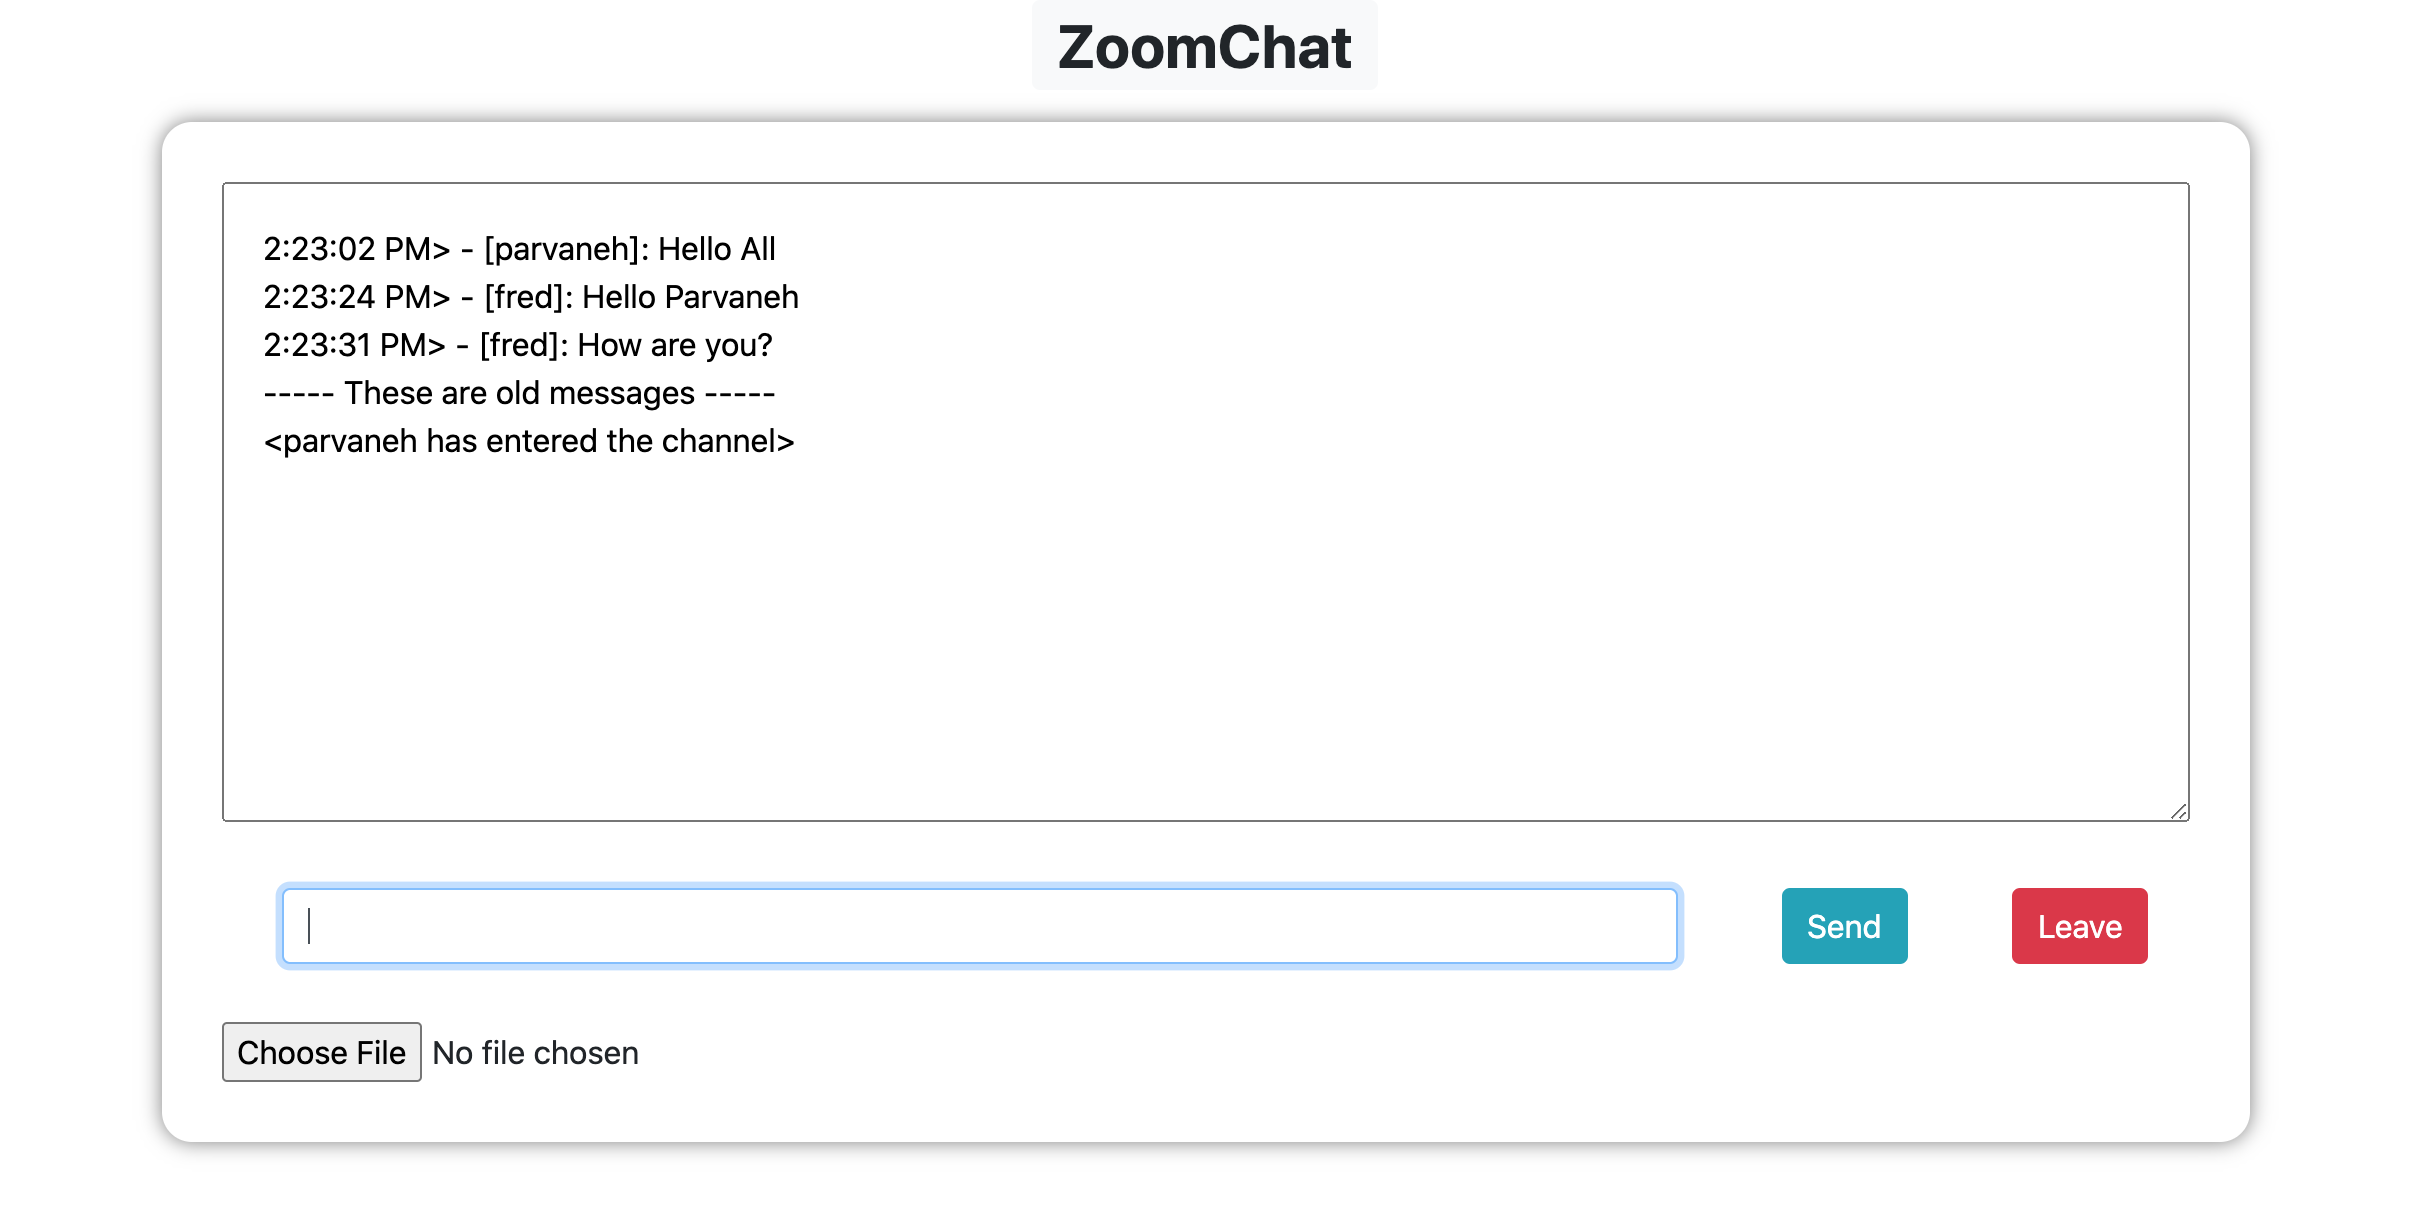 ZoomChat
2:23:02 PM> - [parvaneh]: Hello All
2:23:24 PM> - [fred]: Hello Parvaneh
2:23:31 PM> - [fred]: How are you?
----- These are old messages -----
<parvaneh has entered the channel>
Send
Leave
Choose File No file chosen